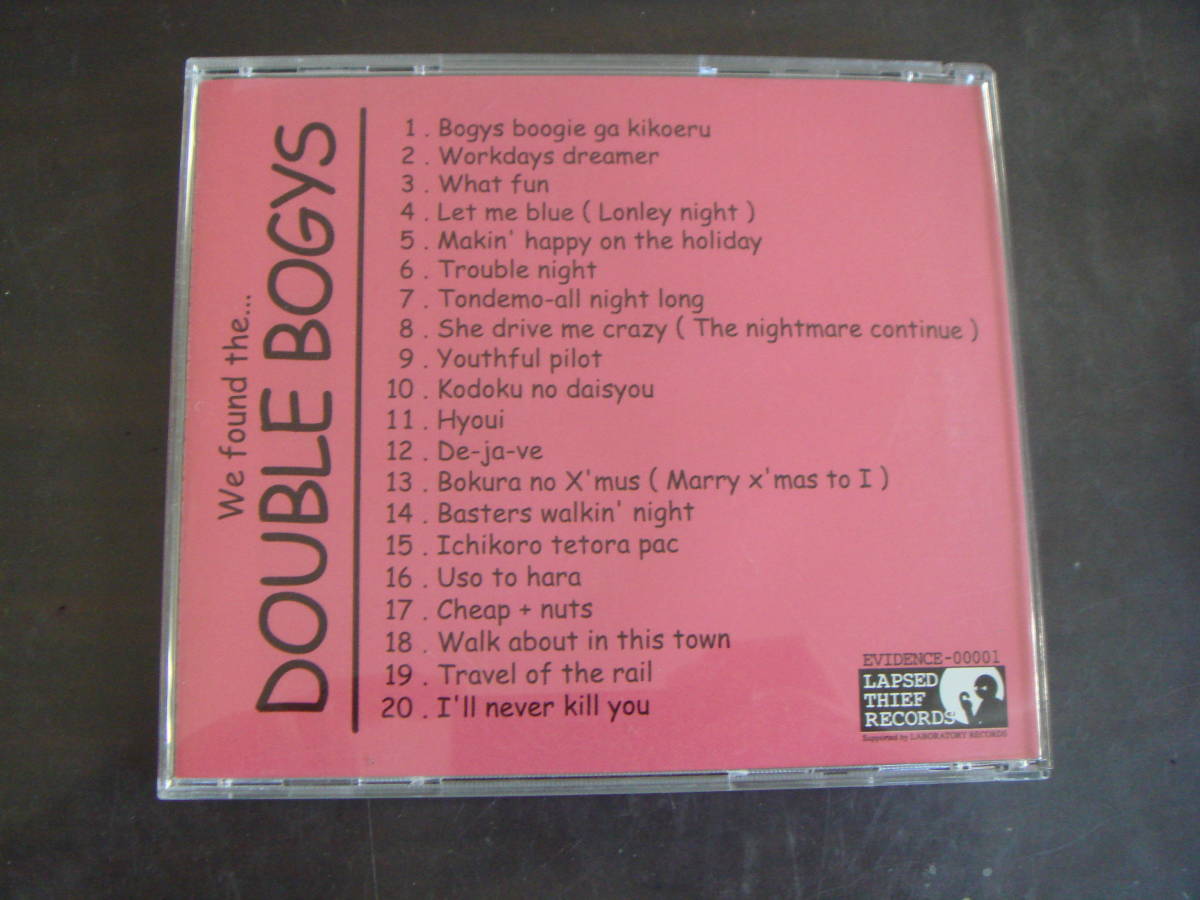 We found the...
DOUBLE BOGYS
1 . Bogys boogie ga kikoeru
2 . Workdays dreamer
3 . What fun
4 . Let me blue ( Lonley night )
5 . Makin' happy on the holiday
6 . Trouble night
7 . Tondemo-all night long
8 . She drive me crazy ( The nightmare continue )
9 . Youthful pilot
10 . Kodoku no daisyou
11 . Hyoui
12 . De-ja-ve
13 . Bokura no X'mus ( Marry x'mas to I )
14 . Basters walkin' night
15 . Ichikoro tetora pac
16 . Uso to hara
17 . Cheap + nuts
18 . Walk about in this town
19 . Travel of the rail
20 . I'll never kill you
EVIDENCE-00001
LAPSED
THIEF
RECORDS
Supported by LABORATORY RECORDS